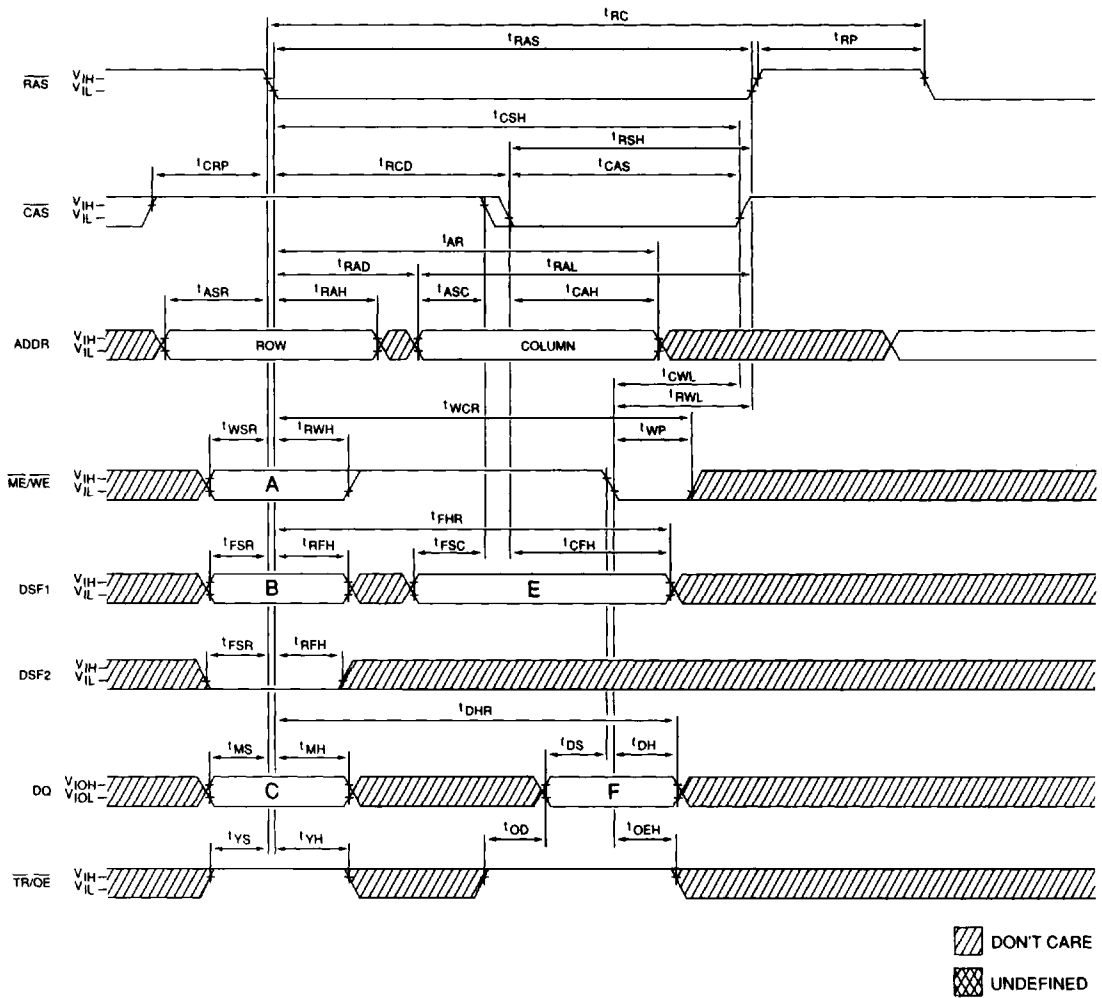 tRC
tRAS
tRP
RAS
VIH
VIL
tCSH
tRSH
tCRP
tRCD
tCAS
CAS
VIH
VIL
tAR
tRAD
tRAL
tASR
tRAH
tASC
tCAH
ADDR
VIH
VIL
ROW
COLUMN
tCWL
tRWL
tWCR
tWSR
tRWH
tWP
ME/WE
VIH
VIL
A
tFHR
tFSR
tRFH
tFSC
tCFH
DSF1
VIH
VIL
B
E
tFSR
tRFH
DSF2
VIH
VIL
tDHR
tMS
tMH
tDS
tDH
DQ
VIOH
VIOL
C
F
tYS
tYH
tOD
tOEH
TR/OE
VIH
VIL
DON'T CARE
UNDEFINED